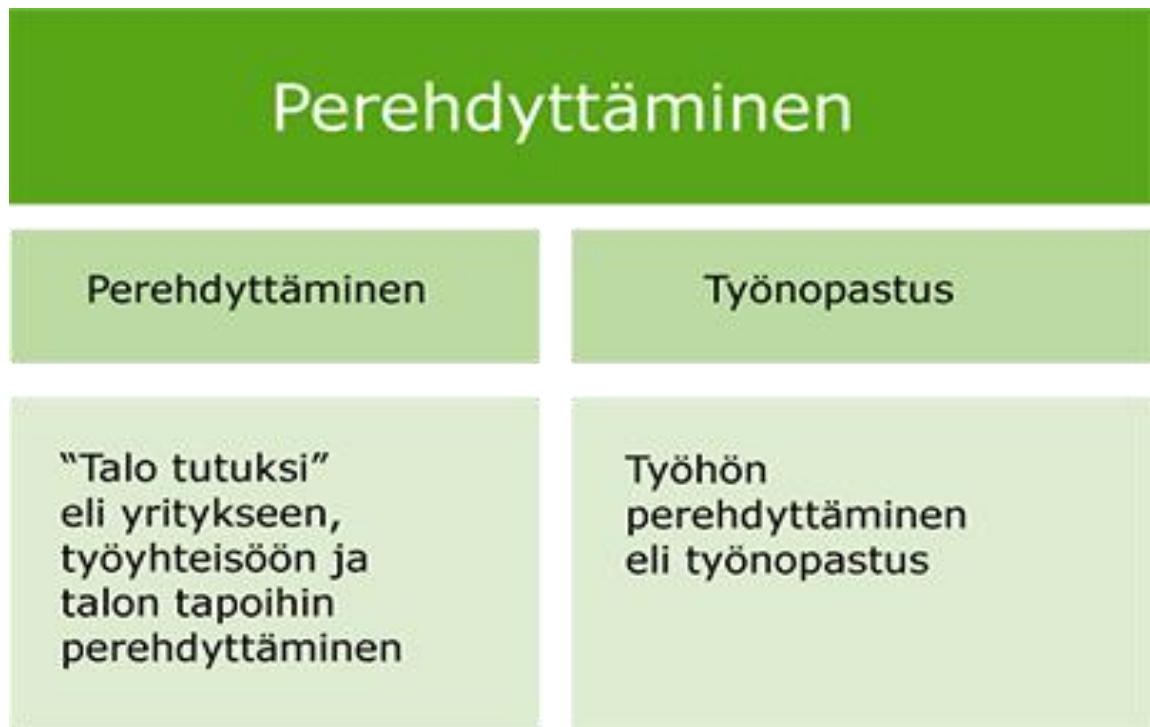 Perehdyttäminen
Perehdyttäminen
Työnopastus
“Talo tutuksi”
eli yritykseen,
työyhteisöön ja
talon tapoihin
perehdyttäminen
Työhön
perehdyttäminen
eli työnopastus